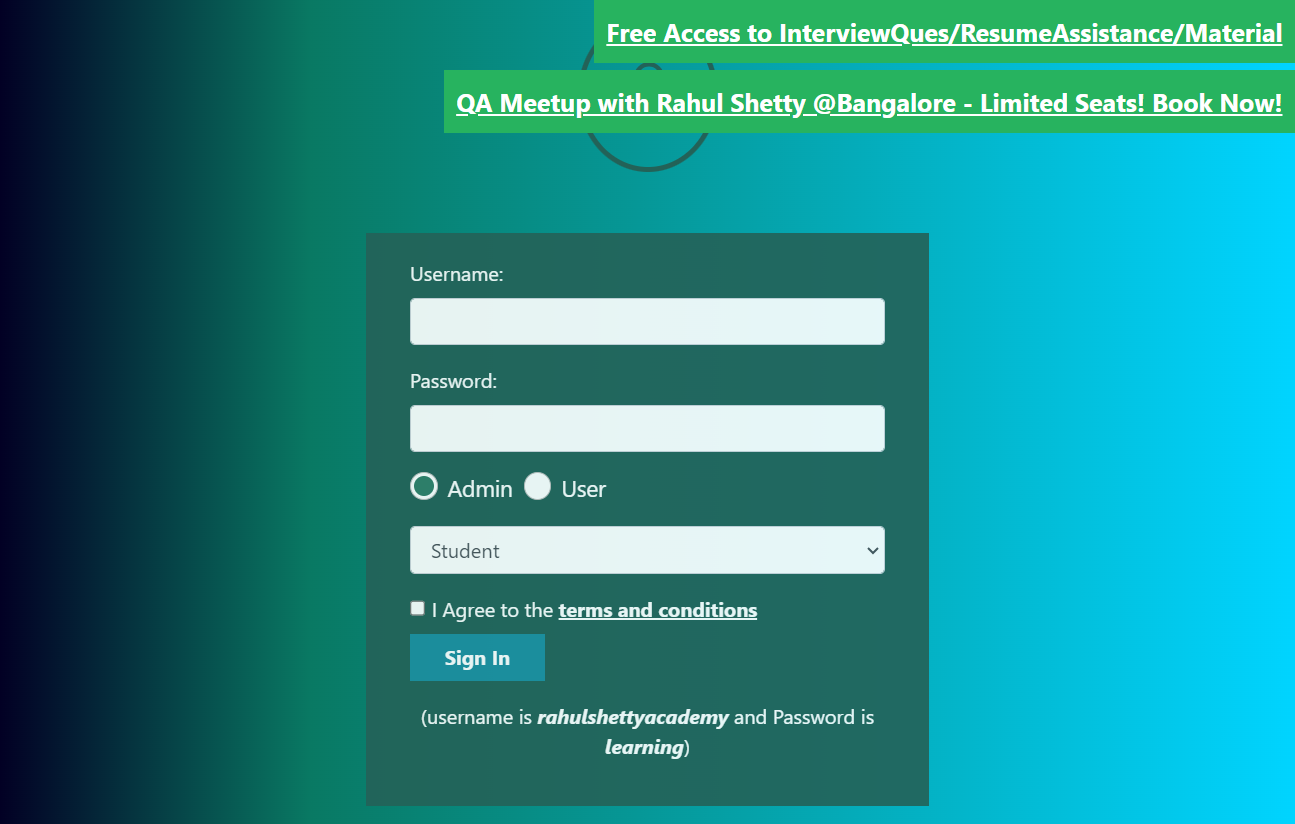 Free Access to InterviewQues/ResumeAssistance/Material
QA Meetup with Rahul Shetty @Bangalore - Limited Seats! Book Now!
Username:
Password:
Admin User
Student
I Agree to the terms and conditions
Sign In
(username is rahulshettyacademy and Password is
learning)